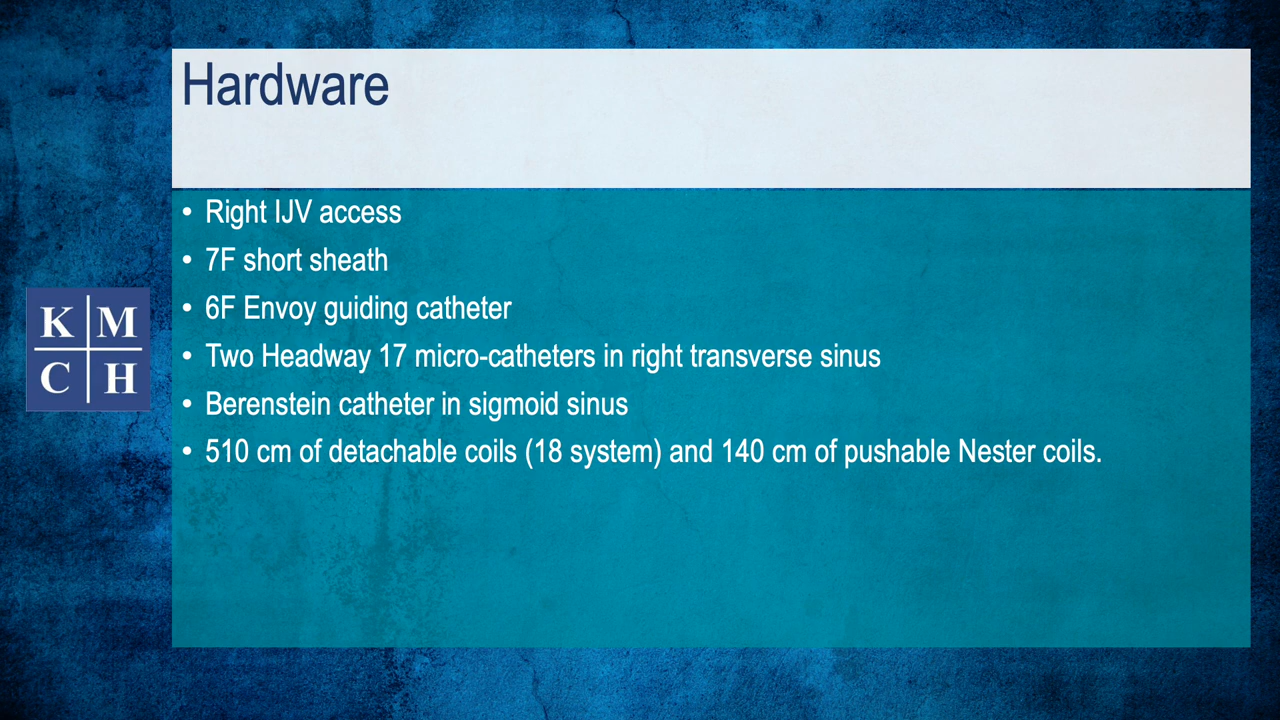 Hardware
• Right IJV access
• 7F short sheath
• 6F Envoy guiding catheter
• Two Headway 17 micro-catheters in right transverse sinus
• Berenstein catheter in sigmoid sinus
• 510 cm of detachable coils (18 system) and 140 cm of pushable Nester coils.
K M
C H